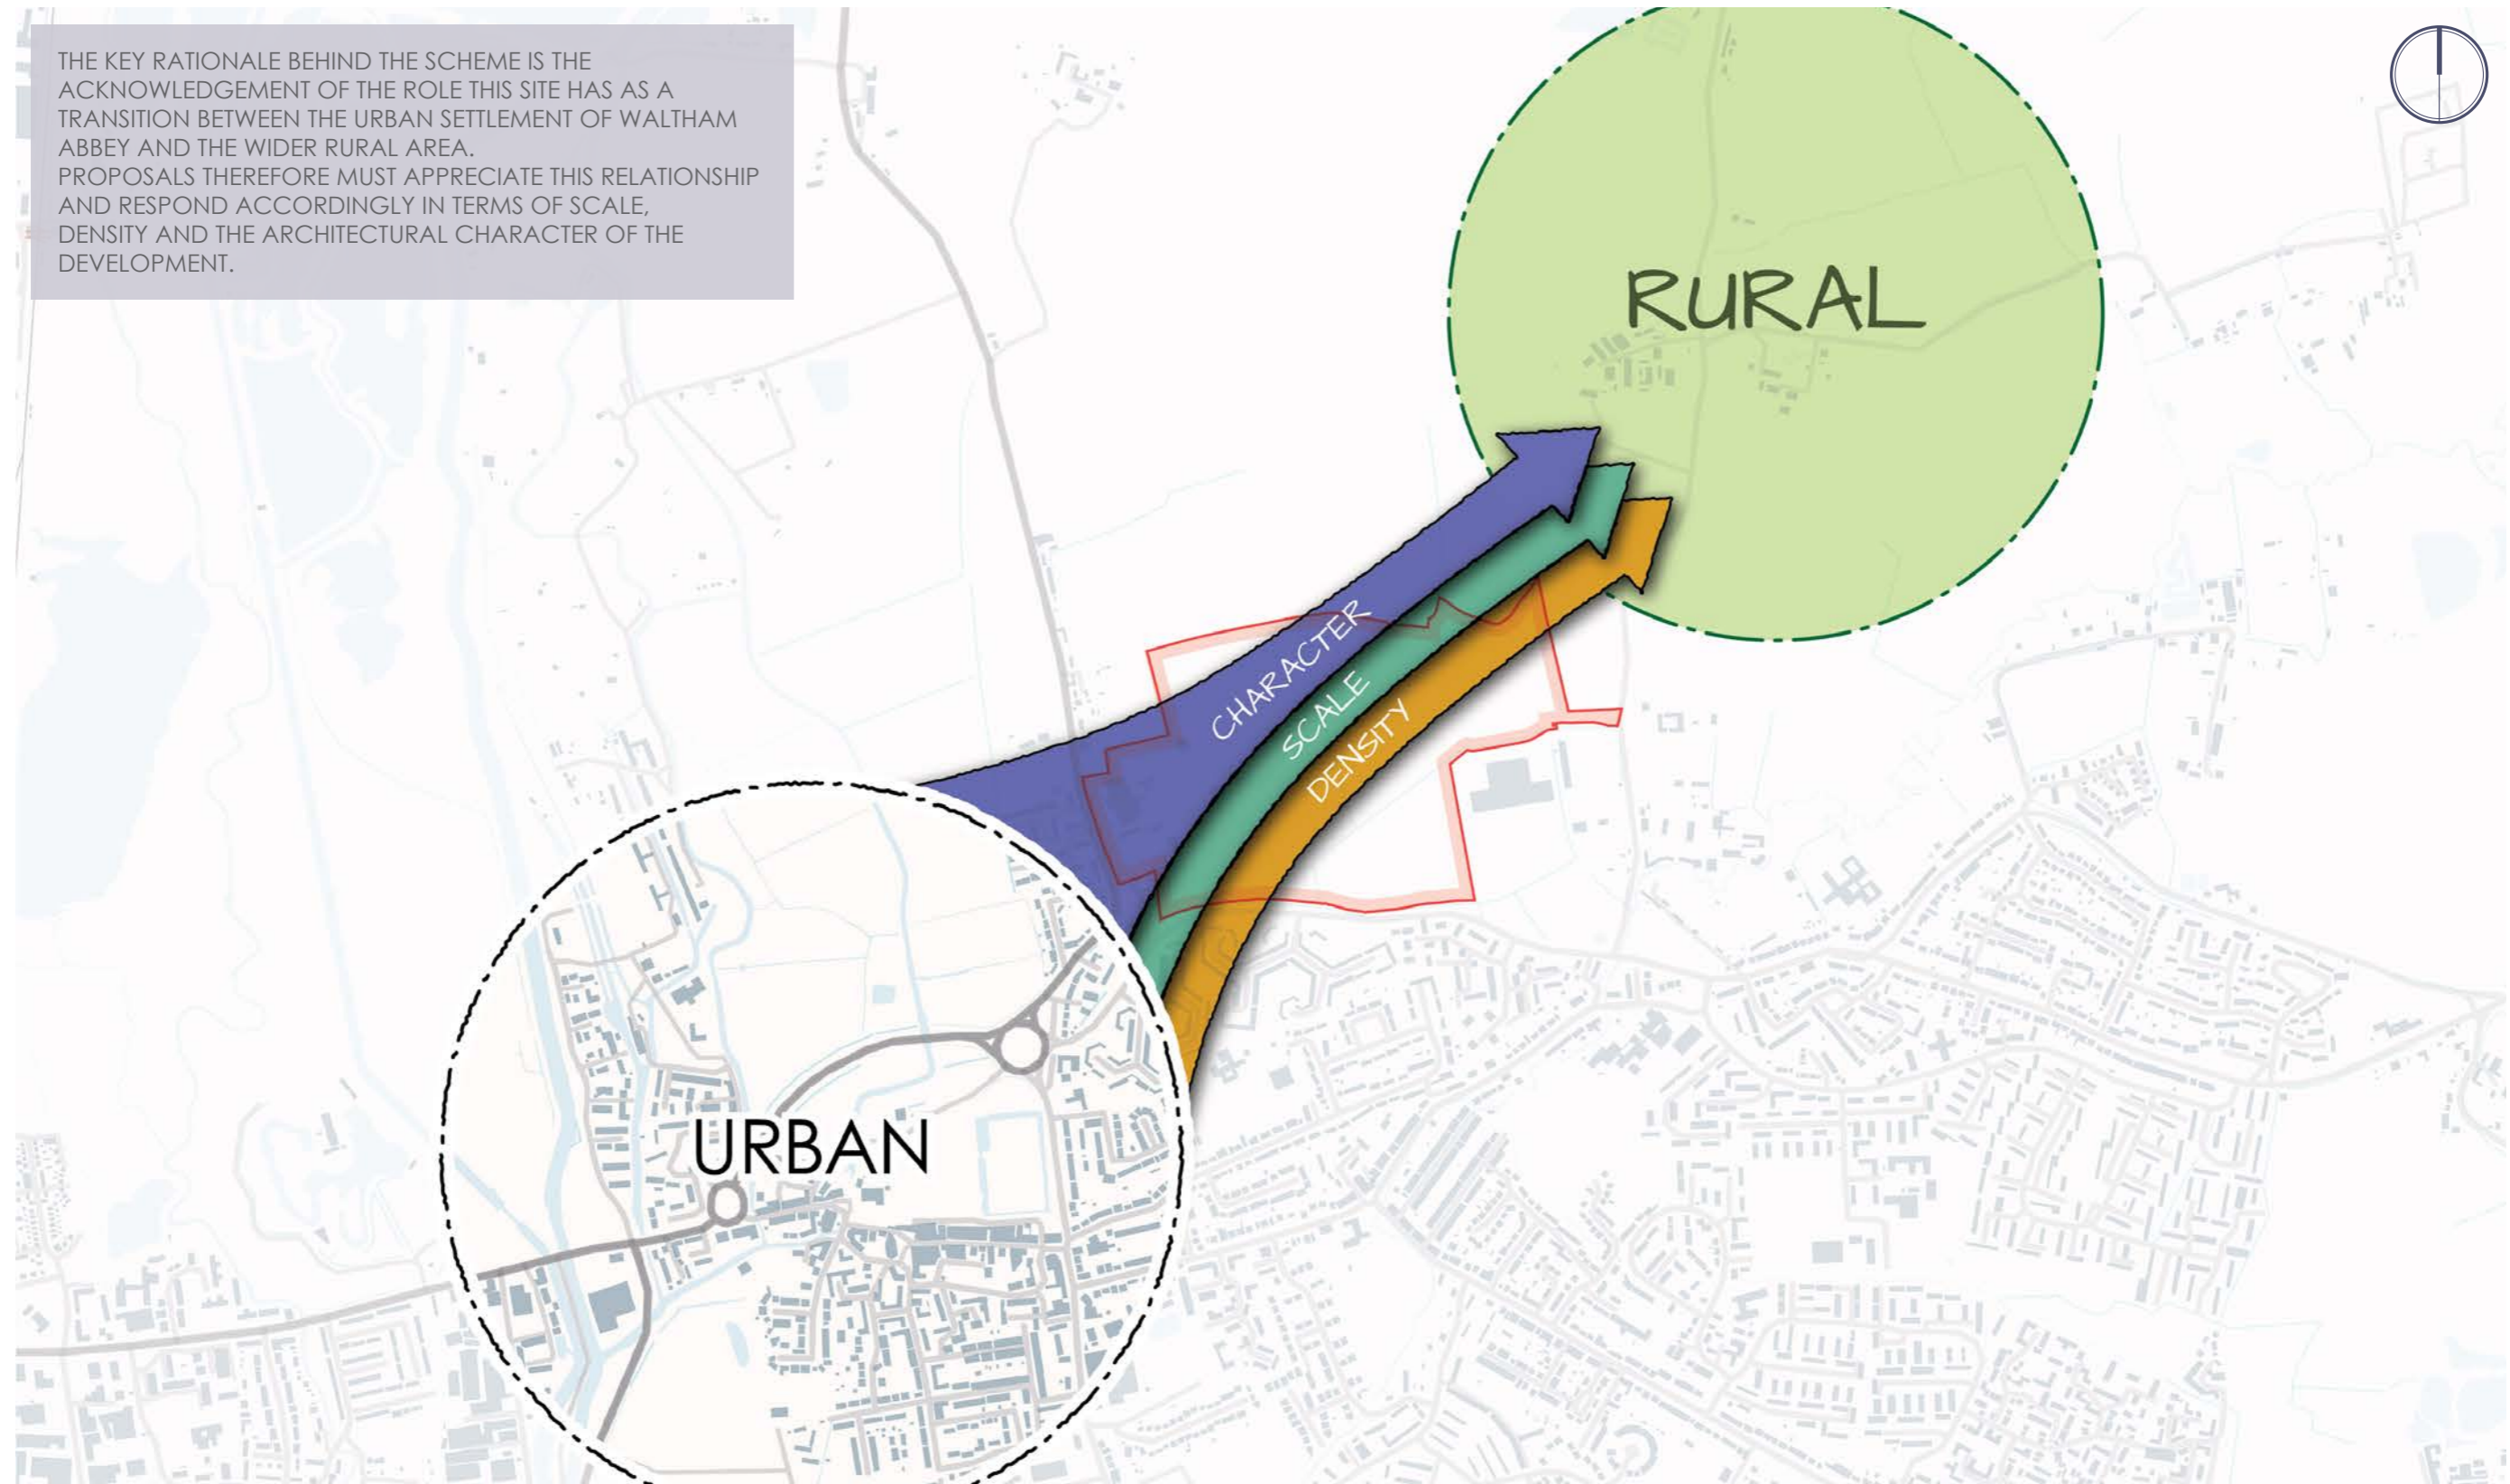 THE KEY RATIONALE BEHIND THE SCHEME IS THE
ACKNOWLEDGEMENT OF THE ROLE THIS SITE HAS AS A
TRANSITION BETWEEN THE URBAN SETTLEMENT OF WALTHAM
ABBEY AND THE WIDER RURAL AREA.
PROPOSALS THEREFORE MUST APPRECIATE THIS RELATIONSHIP
AND RESPOND ACCORDINGLY IN TERMS OF SCALE,
DENSITY AND THE ARCHITECTURAL CHARACTER OF THE
DEVELOPMENT.
RURAL
CHARACTER
SCALE
DENSITY
URBAN